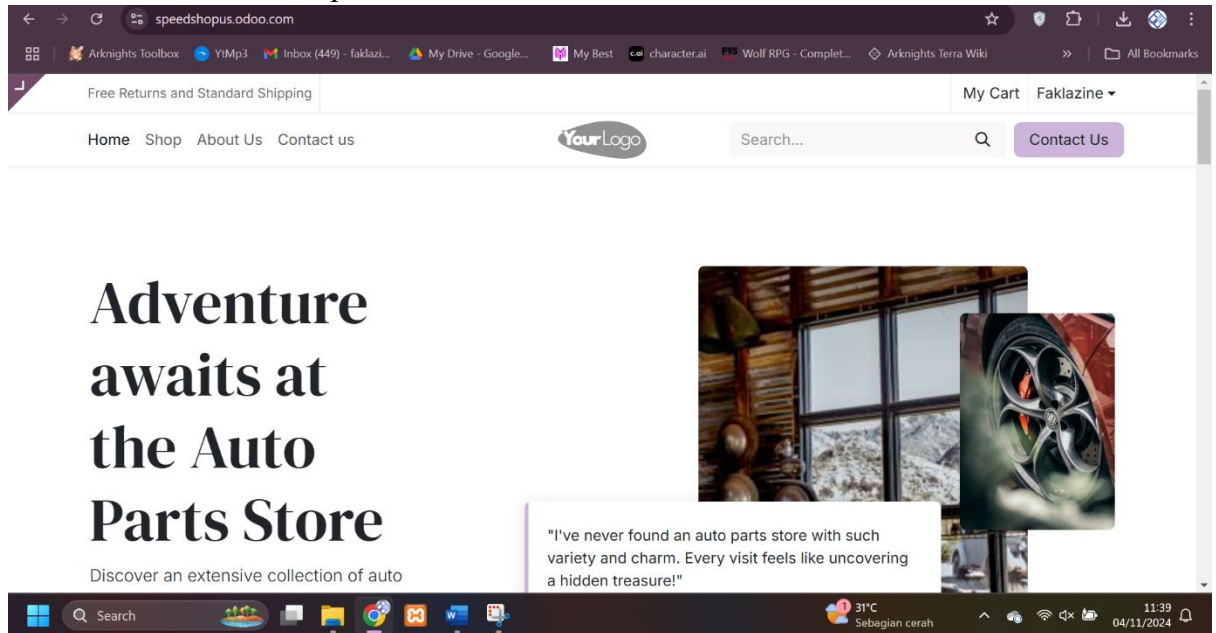 speedshopus.odoo.com
Arknights Toolbox YtMp3 Inbox (449) - faklazi... My Drive - Google... My Best c.ai character.ai F95 Wolf RPG - Complet... Arknights Terra Wiki » All Bookmarks
Free Returns and Standard Shipping My Cart Faklazine
Home Shop About Us Contact us YourLogo Search... Contact Us
Adventure
awaits at
the Auto
Parts Store
Discover an extensive collection of auto
"I've never found an auto parts store with such
variety and charm. Every visit feels like uncovering
a hidden treasure!"
Search 1 31°C 11:39
Sebagian cerah 04/11/2024